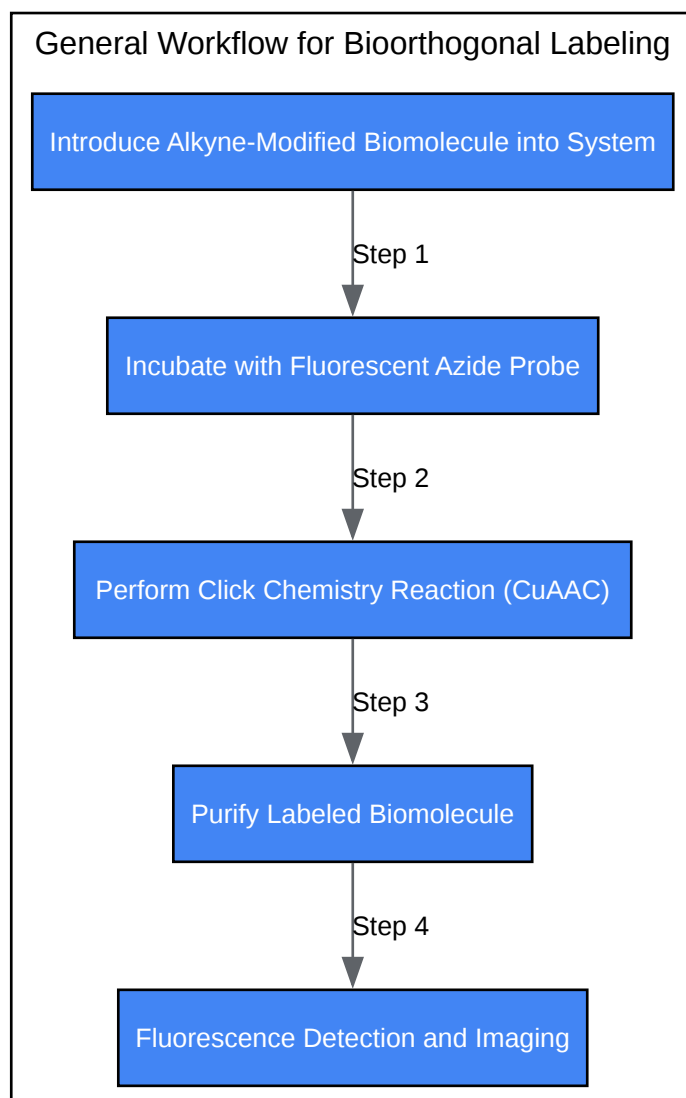 General Workflow for Bioorthogonal Labeling
Introduce Alkyne-Modified Biomolecule into System
Step 1
Incubate with Fluorescent Azide Probe
Step 2
Perform Click Chemistry Reaction (CuAAC)
Step 3
Purify Labeled Biomolecule
Step 4
Fluorescence Detection and Imaging